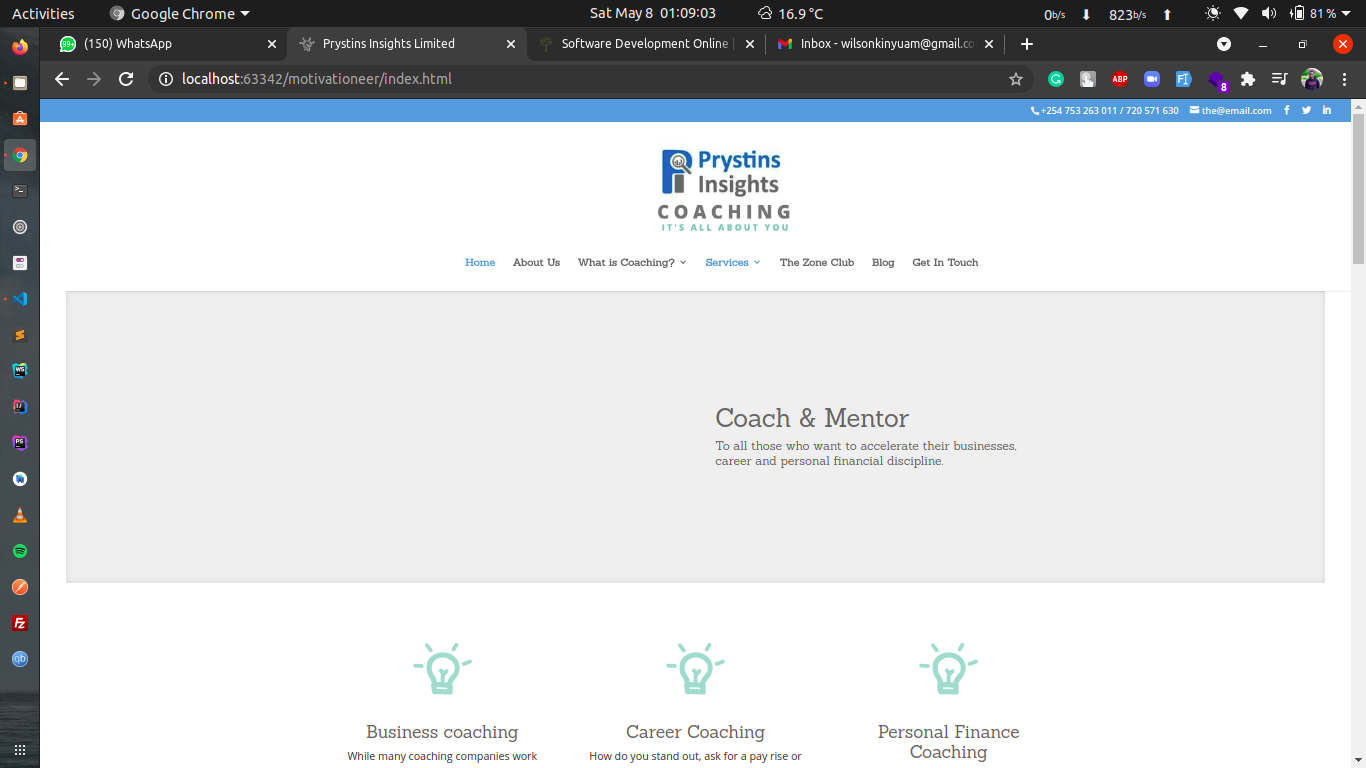 Activities
Google Chrome
Sat May 8 01:09:03
16.9 °C
0b/s
823b/s
81 %
99+
(150) WhatsApp
Prystins Insights Limited
Software Development Online |
Inbox - wilsonkinyuam@gmail.co
localhost:63342/motivationeer/index.html
ABP
8
+254 753 263 011 / 720 571 630
the@email.com
Prystins
Insights
COACHING
IT'S ALL ABOUT YOU
Home
About Us
What is Coaching?
Services
The Zone Club
Blog
Get In Touch
Coach & Mentor
To all those who want to accelerate their businesses,
career and personal financial discipline.
Business coaching
Career Coaching
Personal Finance
Coaching
While many coaching companies work
How do you stand out, ask for a pay rise or